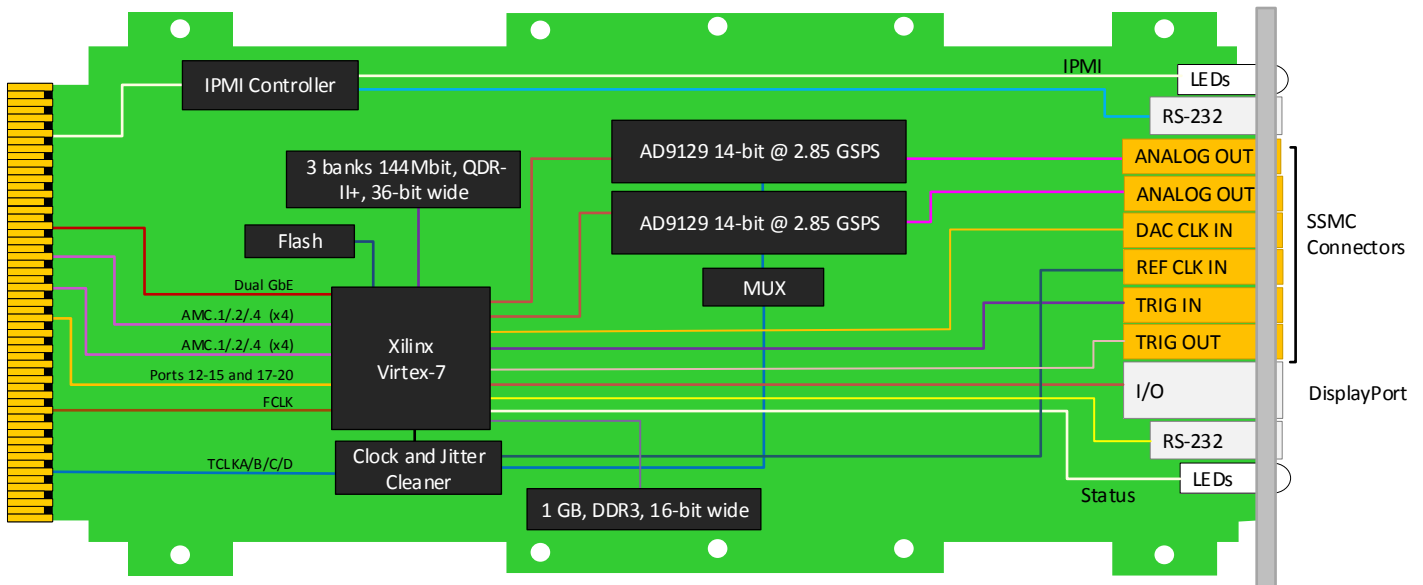 IPMI
LEDs
IPMI Controller
RS-232
AD9129 14-bit @ 2.85 GSPS
ANALOG OUT
3 banks 144Mbit, QDR-
II+, 36-bit wide
ANALOG OUT
AD9129 14-bit @ 2.85 GSPS
SSMC
Connectors
Flash
DAC CLK IN
REF CLK IN
Dual GbE
MUX
TRIG IN
AMC.1/.2/.4 (x4)
AMC.1/.2/.4 (x4)
Xilinx
Virtex-7
TRIG OUT
Ports 12-15 and 17-20
I/O
DisplayPort
FCLK
RS-232
TCLKA/B/C/D
Clock and Jitter
Cleaner
LEDs
Status
1 GB, DDR3, 16-bit wide